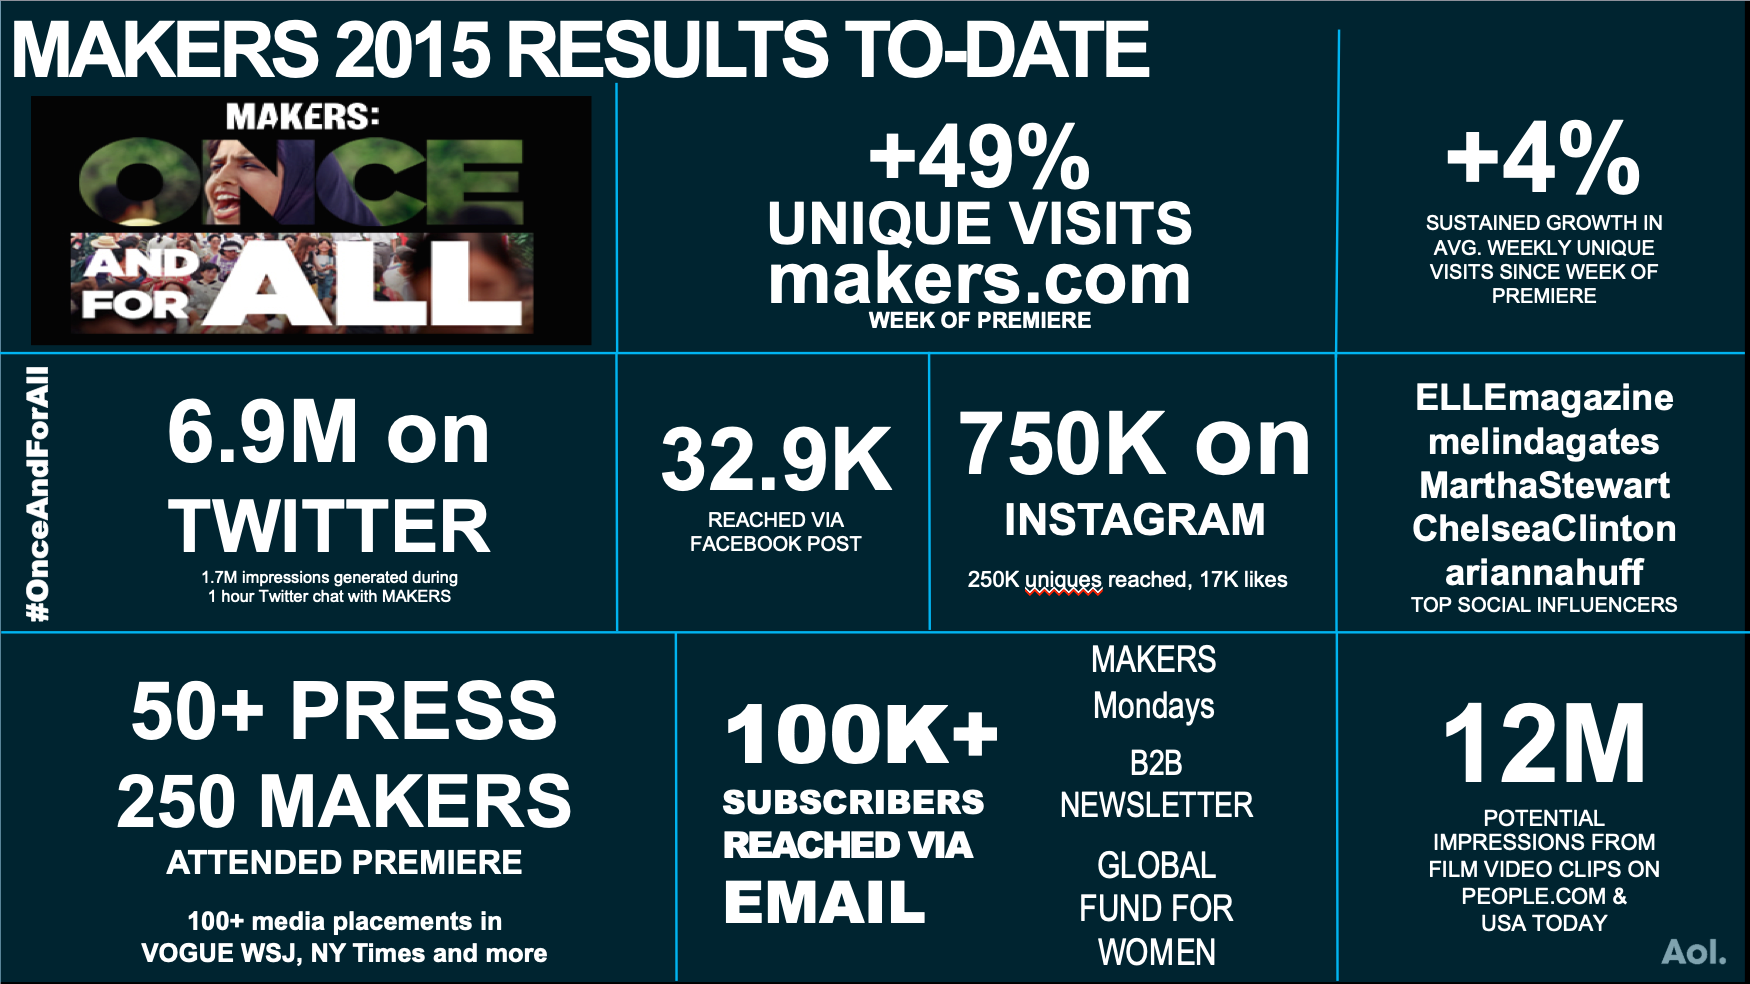 MAKERS 2015 RESULTS TO-DATE
MAKERS:
ONCE
AND
FOR ALL
+49%
UNIQUE VISITS
makers.com
WEEK OF PREMIERE
+4%
SUSTAINED GROWTH IN
AVG. WEEKLY UNIQUE
VISITS SINCE WEEK OF
PREMIERE
#OnceAndForAll
6.9M on
TWITTER
1.7M impressions generated during
1 hour Twitter chat with MAKERS
32.9K
REACHED VIA
FACEBOOK POST
750K on
INSTAGRAM
250K uniques reached, 17K likes
ELLEmagazine
melindagates
MarthaStewart
ChelseaClinton
ariannahuff
TOP SOCIAL INFLUENCERS
50+ PRESS
250 MAKERS
ATTENDED PREMIERE
100+ media placements in
VOGUE WSJ, NY Times and more
100K+
SUBSCRIBERS
REACHED VIA
EMAIL
MAKERS
Mondays
B2B
NEWSLETTER
GLOBAL
FUND FOR
WOMEN
12M
POTENTIAL
IMPRESSIONS FROM
FILM VIDEO CLIPS ON
PEOPLE.COM &
USA TODAY
Aol.